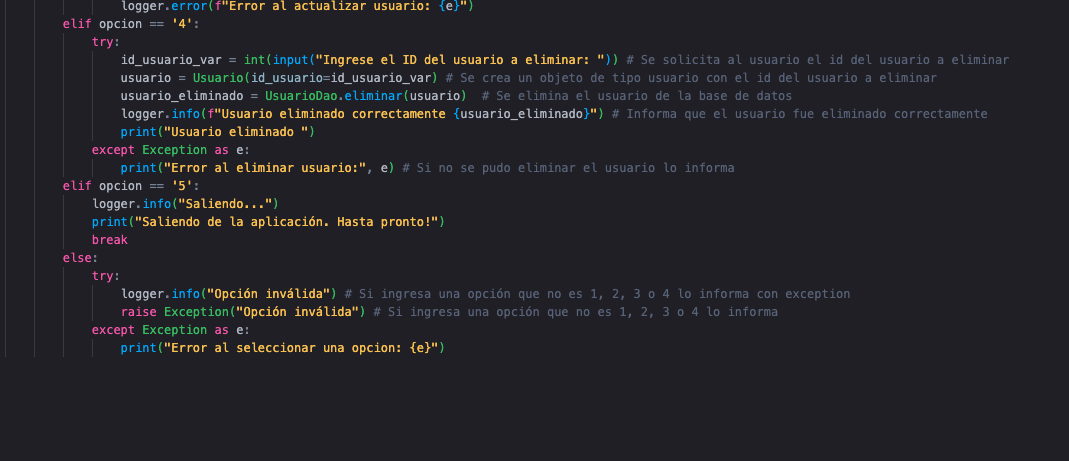 logger.error(f"Error al actualizar usuario: {e}")
elif opcion == '4':
try:
id_usuario_var = int(input("Ingrese el ID del usuario a eliminar: ")) # Se solicita al usuario el id del usuario a eliminar
usuario = Usuario(id_usuario=id_usuario_var) # Se crea un objeto de tipo usuario con el id del usuario a eliminar
usuario_eliminado = UsuarioDao.eliminar(usuario)  # Se elimina el usuario de la base de datos
logger.info(f"Usuario eliminado correctamente {usuario_eliminado}") # Informa que el usuario fue eliminado correctamente
print("Usuario eliminado ")
except Exception as e:
print("Error al eliminar usuario:", e) # Si no se pudo eliminar el usuario lo informa
elif opcion == '5':
logger.info("Saliendo...")
print("Saliendo de la aplicación. Hasta pronto!")
break
else:
try:
logger.info("Opción inválida") # Si ingresa una opción que no es 1, 2, 3 o 4 lo informa con exception
raise Exception("Opción inválida") # Si ingresa una opción que no es 1, 2, 3 o 4 lo informa
except Exception as e:
print("Error al seleccionar una opcion: {e}")